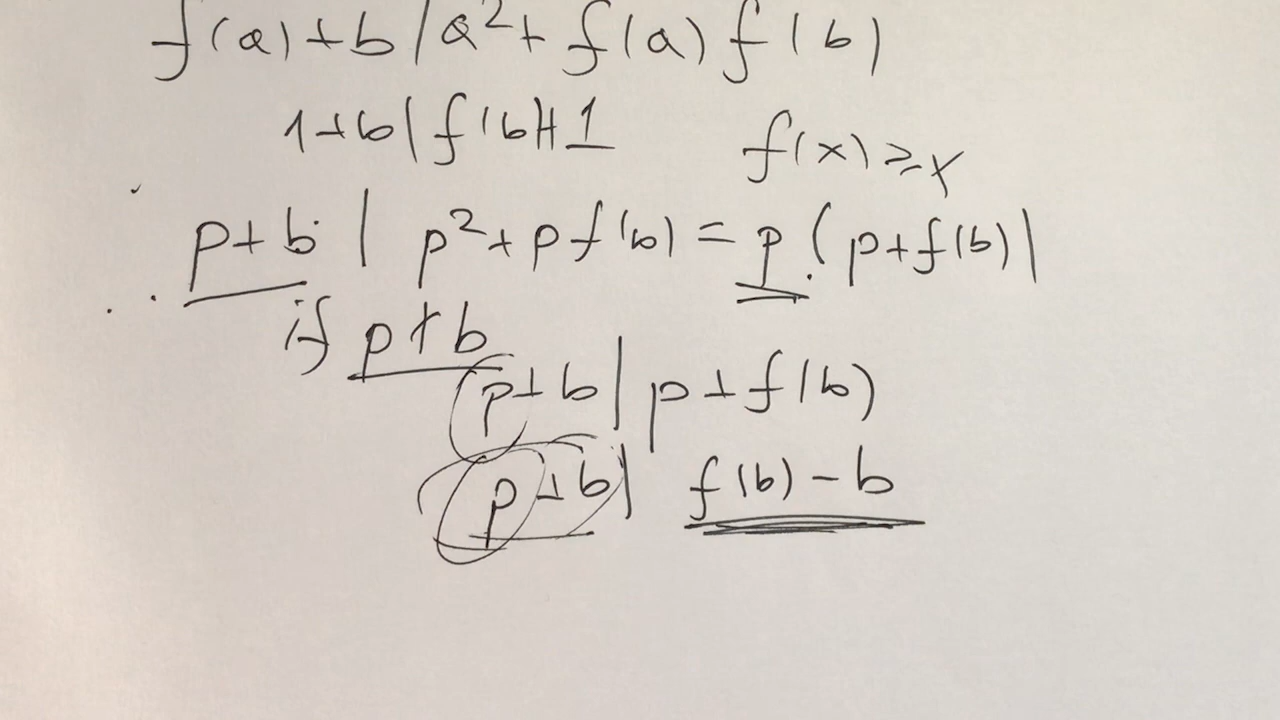 f(a)+b|a²+f(a)f(b)
1+b|f(b)+1
f(x)≥x
p+b | p²+pf(b)=p.(p+f(b))
if p∤b
p+b|p+f(b)
p+b| f(b)-b